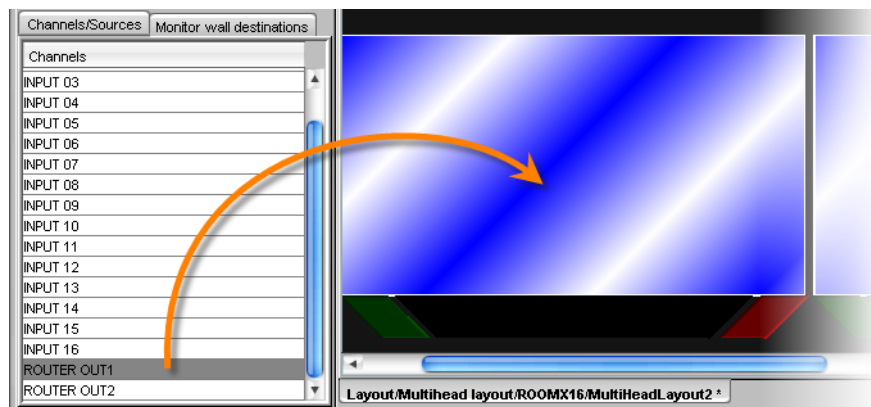 Channels/Sources
Monitor wall destinations
Channels
INPUT 03
INPUT 04
INPUT 05
INPUT 06
INPUT 07
INPUT 08
INPUT 09
INPUT 10
INPUT 11
INPUT 12
INPUT 13
INPUT 14
INPUT 15
INPUT 16
ROUTER OUT1
ROUTER OUT2
Layout/Multihead layout/ROOMX16/MultiHeadLayout2 *